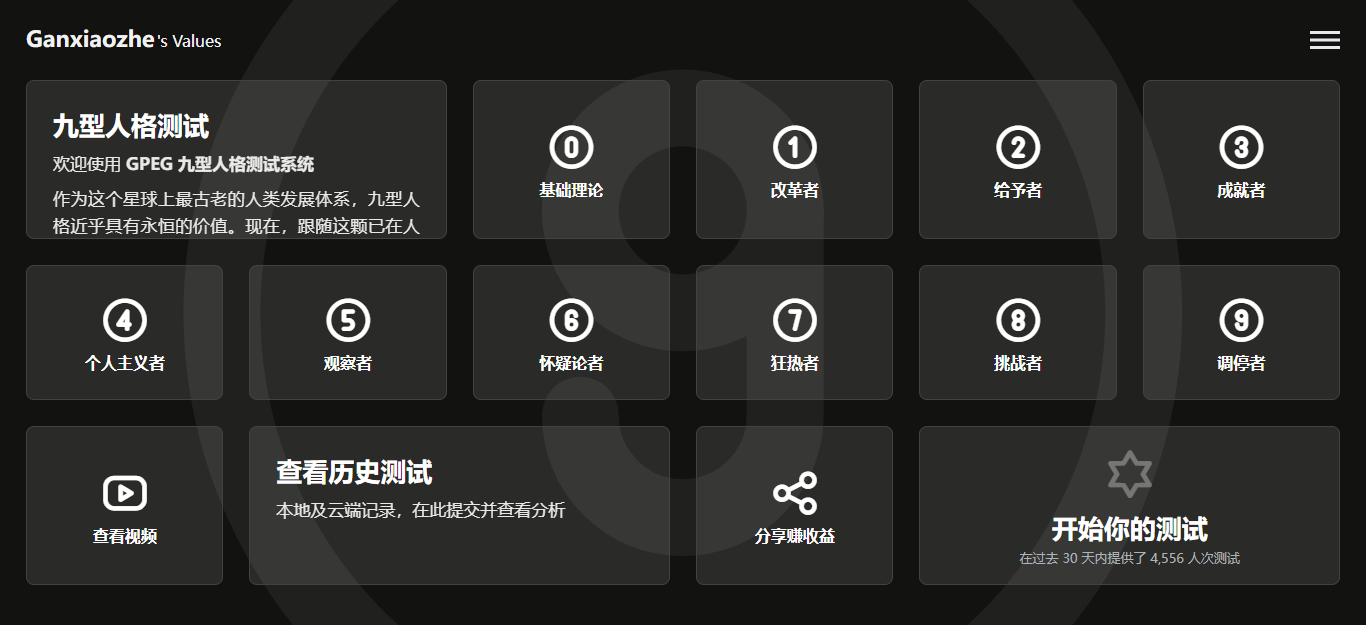 Ganxiaozhe's Values
九型人格测试
欢迎使用 GPEG 九型人格测试系统
作为这个星球上最古老的人类发展体系，九型人
格近乎具有永恒的价值。现在，跟随这颗已在人
0
基础理论
1
改革者
2
给予者
3
成就者
4
个人主义者
5
观察者
6
怀疑论者
7
狂热者
8
挑战者
9
调停者
查看视频
查看历史测试
本地及云端记录，在此提交并查看分析
分享赚收益
开始你的测试
在过去 30 天内提供了 4,556 人次测试